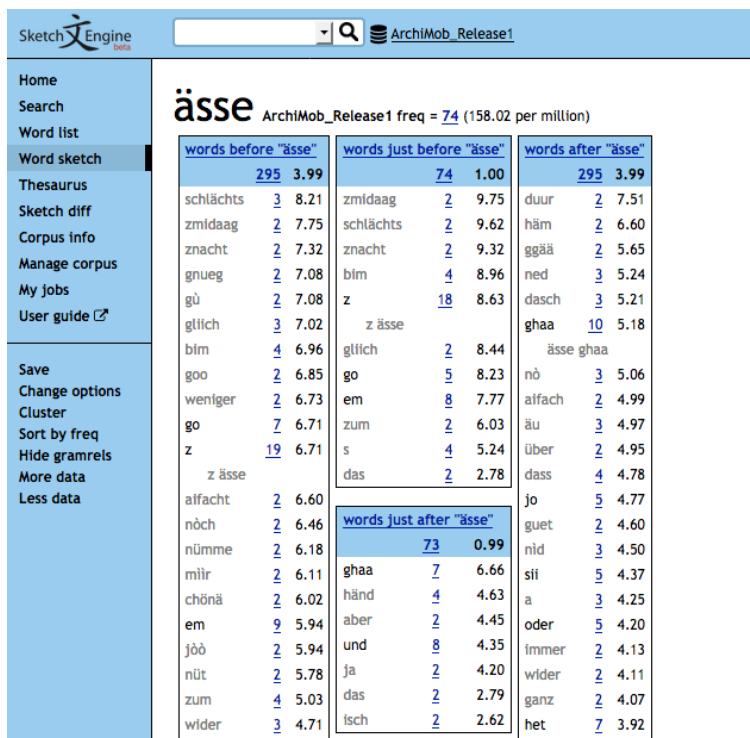 Sketch Engine
beta
ArchiMob_Release1
Home
Search
Word list
Word sketch
Thesaurus
Sketch diff
Corpus info
Manage corpus
My jobs
User guide
Save
Change options
Cluster
Sort by freq
Hide gramrels
More data
Less data
ässe ArchiMob_Release1 freq = 74 (158.02 per million)
words before "ässe"
295 3.99
schlächts 3 8.21
zmidaag 2 7.75
znacht 2 7.32
gnueg 2 7.08
gù 2 7.08
gliich 3 7.02
bim 4 6.96
goo 2 6.85
weniger 2 6.73
go 7 6.71
z 19 6.71
z ässe
aifacht 2 6.60
nòch 2 6.46
nümme 2 6.18
mììr 2 6.11
chönä 2 6.02
em 9 5.94
jòò 2 5.94
nüt 2 5.78
zum 4 5.03
wider 3 4.71
words just before "ässe"
74 1.00
zmidaag 2 9.75
schlächts 2 9.62
znacht 2 9.32
bim 4 8.96
z 18 8.63
z ässe
gliich 2 8.44
go 5 8.23
em 8 7.77
zum 2 6.03
s 4 5.24
das 2 2.78
words just after "ässe"
73 0.99
ghaa 7 6.66
händ 4 4.63
aber 2 4.45
und 8 4.35
ja 2 4.20
das 2 2.79
isch 2 2.62
words after "ässe"
295 3.99
duur 2 7.51
häm 2 6.60
ggää 2 5.65
ned 3 5.24
dasch 3 5.21
ghaa 10 5.18
ässe ghaa
nò 3 5.06
aifach 2 4.99
äu 3 4.97
über 2 4.95
dass 4 4.78
jo 5 4.77
guet 2 4.60
nìd 3 4.50
sii 5 4.37
a 3 4.25
oder 5 4.20
immer 2 4.13
wider 2 4.11
ganz 2 4.07
het 7 3.92